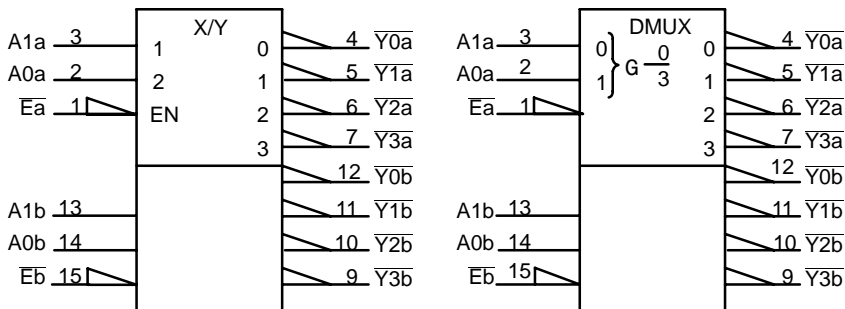 X/Y
A1a 3 1 0 4 Y0a
A0a 2 2 1 5 Y1a
Ea 1 EN 2 6 Y2a
3 7 Y3a
12 Y0b
A1b 13 11 Y1b
A0b 14 10 Y2b
Eb 15 9 Y3b
DMUX
A1a 3 0 0 4 Y0a
A0a 2 1 } G 0/3 1 5 Y1a
Ea 1 2 6 Y2a
3 7 Y3a
12 Y0b
A1b 13 11 Y1b
A0b 14 10 Y2b
Eb 15 9 Y3b